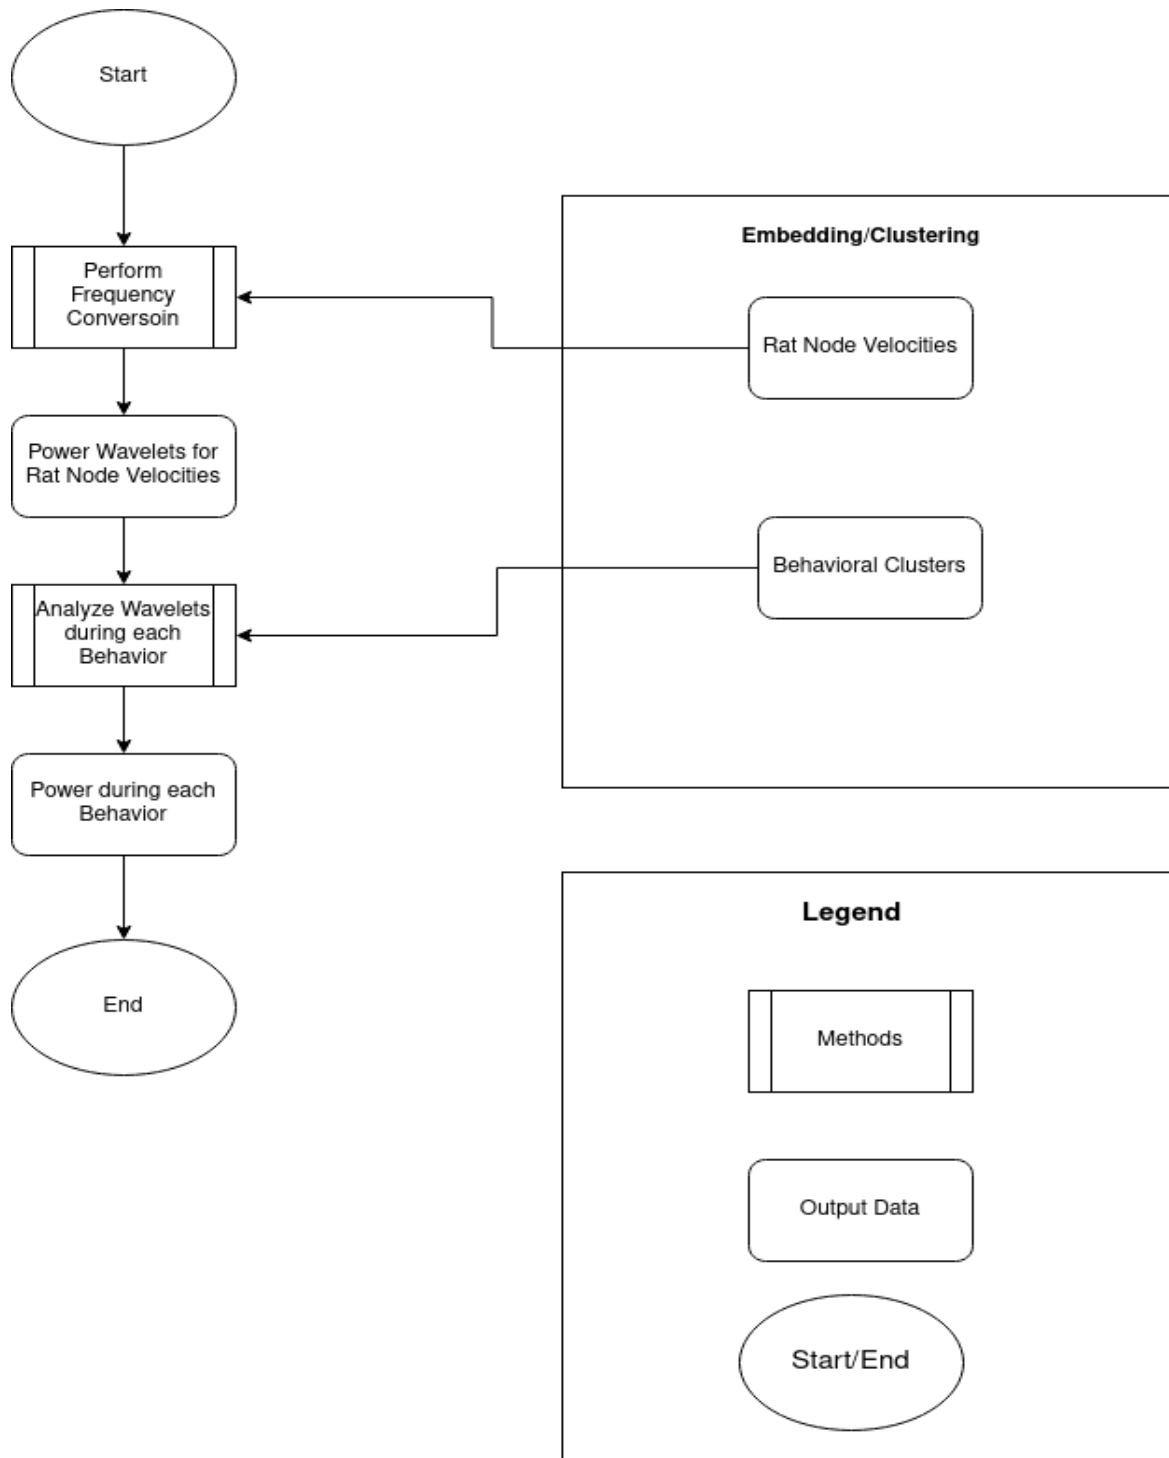 Start
Perform
Frequency
Conversoin
Power Wavelets for
Rat Node Velocities
Analyze Wavelets
during each
Behavior
Power during each
Behavior
End
Embedding/Clustering
Rat Node Velocities
Behavioral Clusters
Legend
Methods
Output Data
Start/End